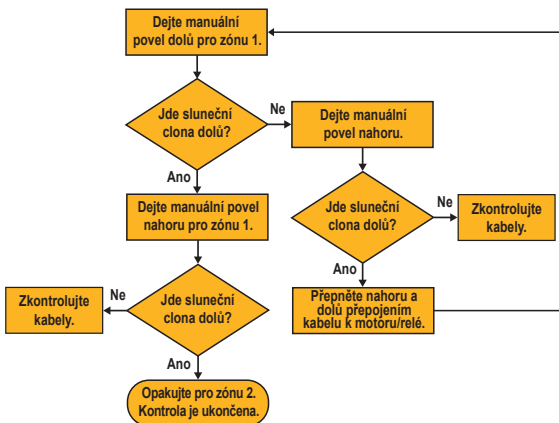 Dejte manuální
povel dolů pro zónu 1.
Jde sluneční
clona dolů?
Ne
Dejte manuální
povel nahoru.
Ano
Dejte manuální povel
nahoru pro zónu 1.
Jde sluneční
clona dolů?
Ne
Zkontrolujte
kabely.
Ano
Přepněte nahoru a
dolů přepojením
kabelu k motoru/relé.
Jde sluneční
clona dolů?
Ne
Zkontrolujte
kabely.
Ano
Opakujte pro zónu 2.
Kontrola je ukončena.